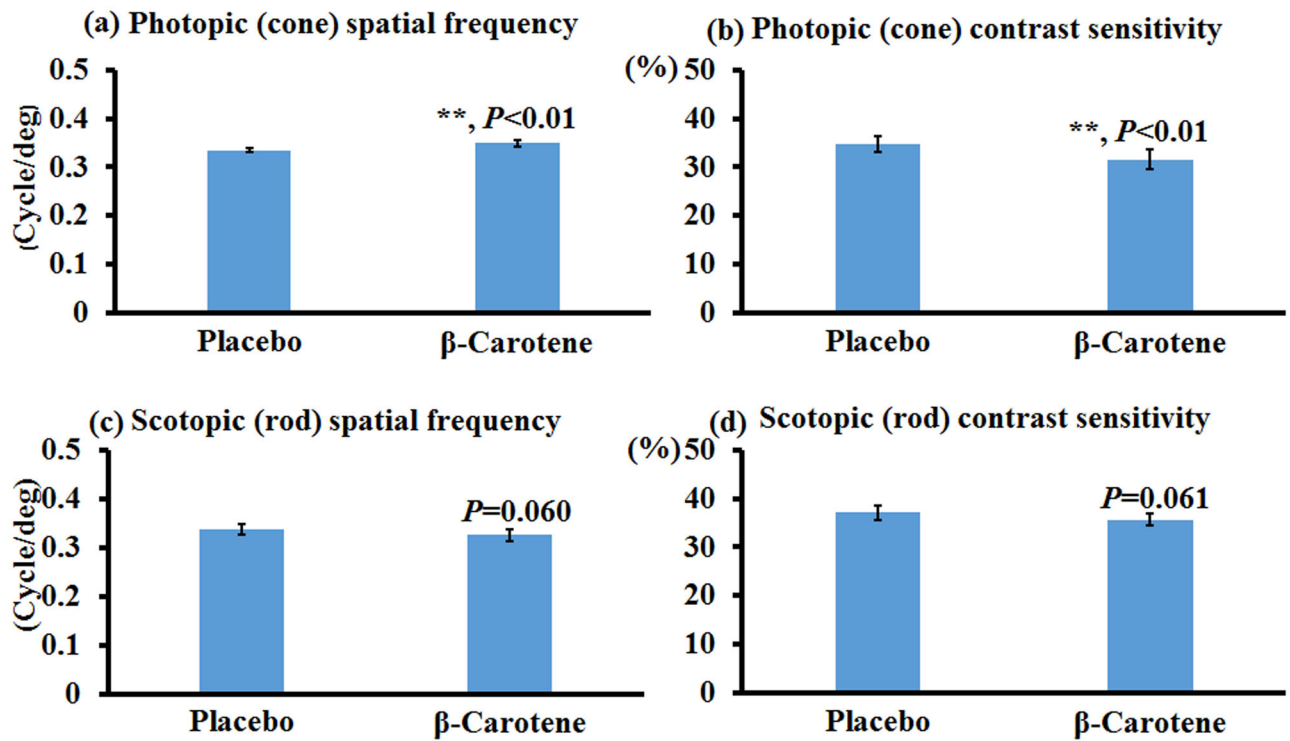 (a) Photopic (cone) spatial frequency
(Cycle/deg)
0.5
0.4
0.3
0.2
0.1
0
**, P<0.01
Placebo
β-Carotene
(b) Photopic (cone) contrast sensitivity
(%)
50
40
30
20
10
0
**, P<0.01
Placebo
β-Carotene
(c) Scotopic (rod) spatial frequency
(Cycle/deg)
0.5
0.4
0.3
0.2
0.1
0
P=0.060
Placebo
β-Carotene
(d) Scotopic (rod) contrast sensitivity
(%)
50
40
30
20
10
0
P=0.061
Placebo
β-Carotene